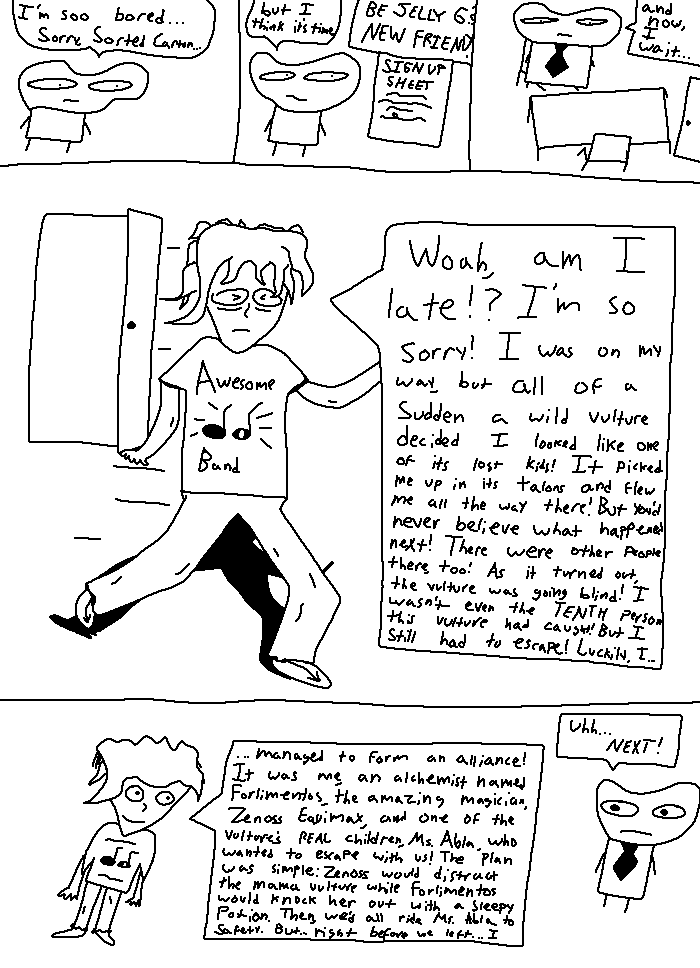 I'm soo bored...
Sorry, Sorted Carton...
but I
think it's time
BE JELLY G's
NEW FRIEND
SIGN UP
SHEET
and
now,
I
wait...
Awesome
Band
Woah, am I
late!? I'm so
Sorry! I was on my
way, but all of a
Sudden a wild vulture
decided I looked like one
of its lost kids! It picked
me up in its talons and flew
me all the way there! But you'd
never believe what happened
next! There were other people
there, too! As it turned out,
the vulture was going blind! I
wasn't even the TENTH person
this vulture had caught! But I
still had to escape! Luckily, I...
... managed to form an alliance!
It was me, an alchemist named
Forlimentos, the amazing magician,
Zenoss Equimax, and one of the
vulture's REAL children, Ms. Abla, who
wanted to escape with us! The plan
was simple: Zenoss would distract
the mama vulture while Forlimentos
would knock her out with a sleepy
Potion. Then, we'd all ride Ms. Abla to
Safety. But... right before we left... I
Uhh...
NEXT!